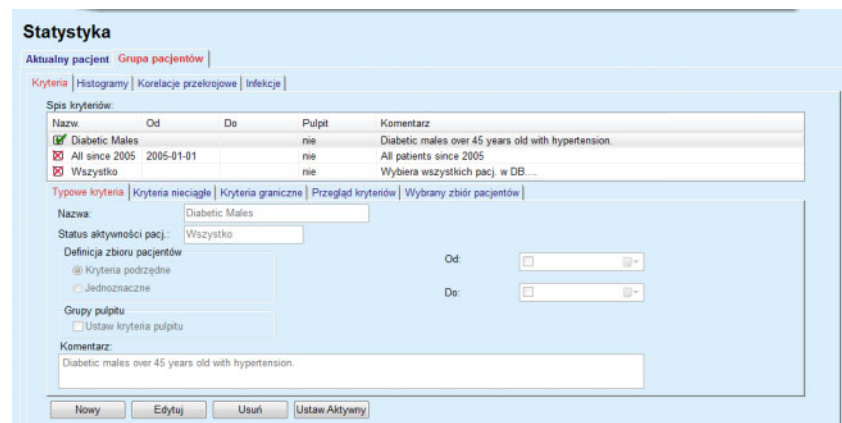 Statystyka
Aktualny pacjent Grupa pacjentów
Kryteria Histogramy Korelacje przekrojowe Infekcje
Spis kryteriów:
Nazw. Od Do Pulpit Komentarz
Diabetic Males nie Diabetic males over 45 years old with hypertension.
All since 2005 2005-01-01 nie All patients since 2005
Wszystko nie Wybiera wszystkich pacj. w DB....
Typowe kryteria Kryteria nieciągłe Kryteria graniczne Przegląd kryteriów Wybrany zbiór pacjentów
Nazwa: Diabetic Males
Status aktywności pacj.: Wszystko
Definicja zbioru pacjentów
Od:
Kryteria podrzędne
Jednoznaczne
Do:
Grupy pulpitu
Ustaw kryteria pulpitu
Komentarz:
Diabetic males over 45 years old with hypertension.
Nowy Edytuj Usuń Ustaw Aktywny